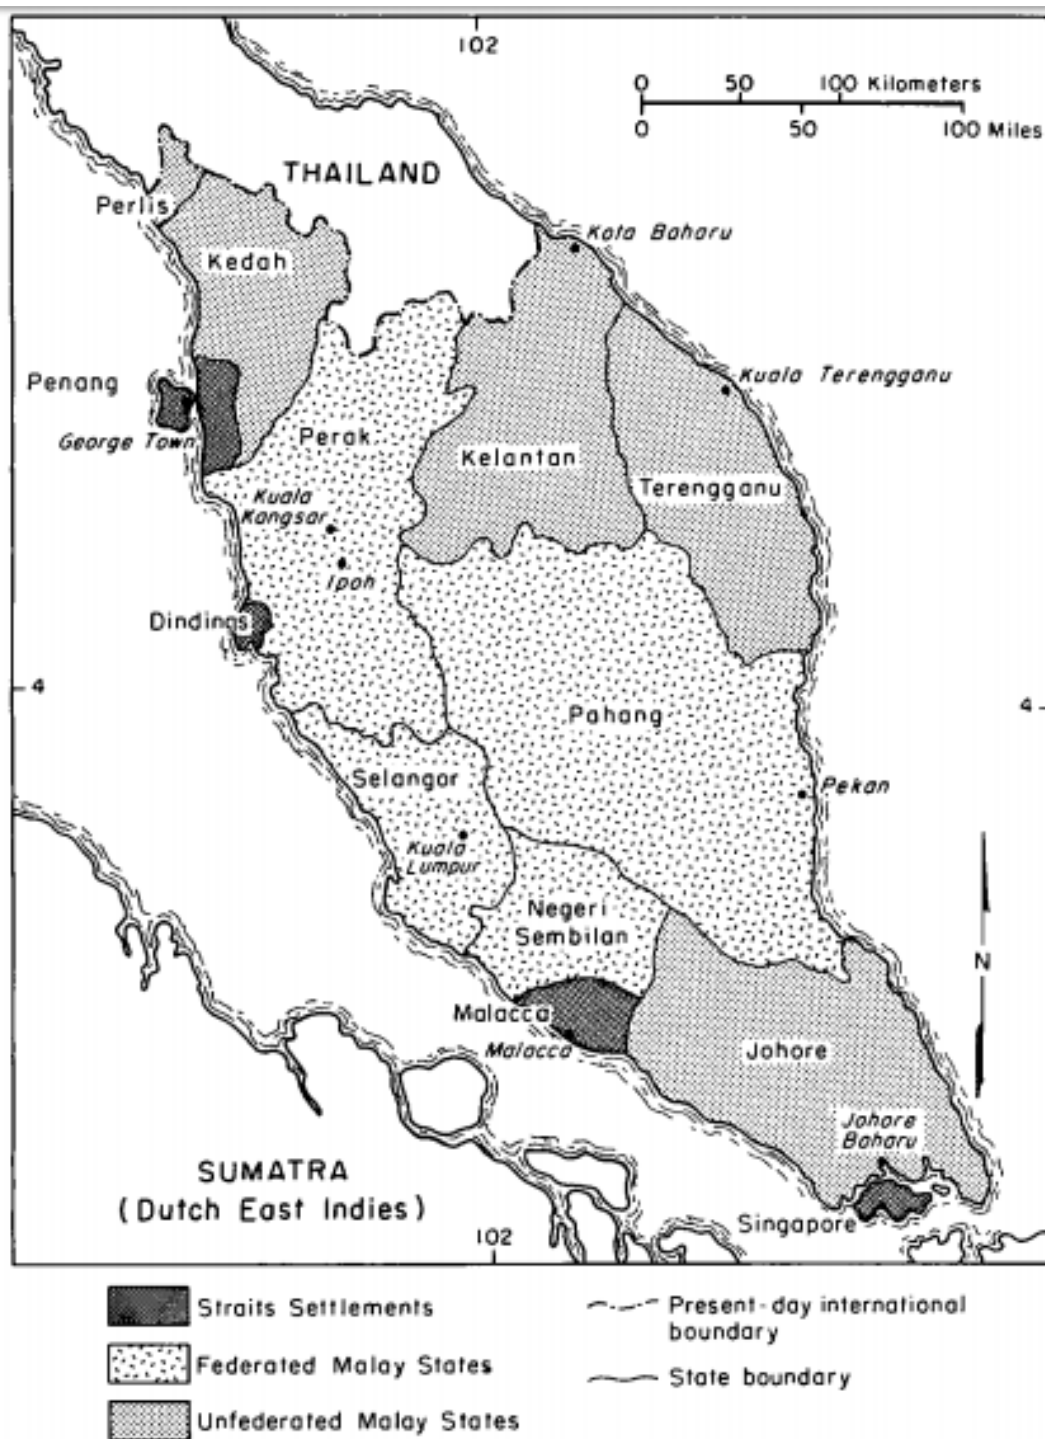 102
0 50 100 Kilometers
0 50 100 Miles
THAILAND
Perlis
Kota Baharu
Kedah
Penang
Kuala Terengganu
George Town
Perak
Kelantan
Terengganu
Kuala
Kangsar
Ipoh
Dindings
4
4
Pahang
Selangor
Pekan
Kuala
Lumpur
Negeri
Sembilan
N
Malacca
Malacca
Johore
Johore
Baharu
SUMATRA
(Dutch East Indies)
Singapore
102
Straits Settlements
Federated Malay States
Unfederated Malay States
Present-day international
boundary
State boundary